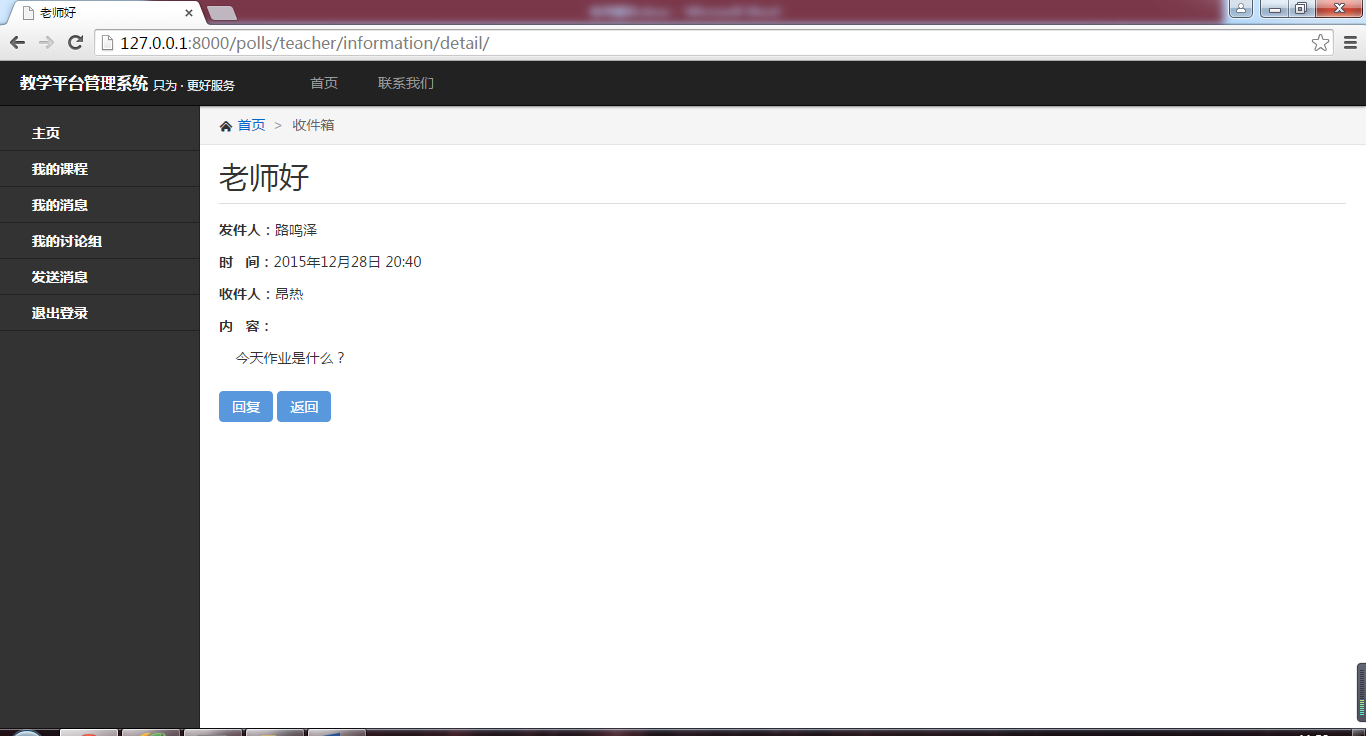 老师好
127.0.0.1:8000/polls/teacher/information/detail/
教学平台管理系统 只为 · 更好服务 首页 联系我们
主页
我的课程
我的消息
我的讨论组
发送消息
退出登录
首页 > 收件箱
老师好
发件人：路鸣泽
时 间：2015年12月28日 20:40
收件人：昂热
内 容：
今天作业是什么？
回复 返回